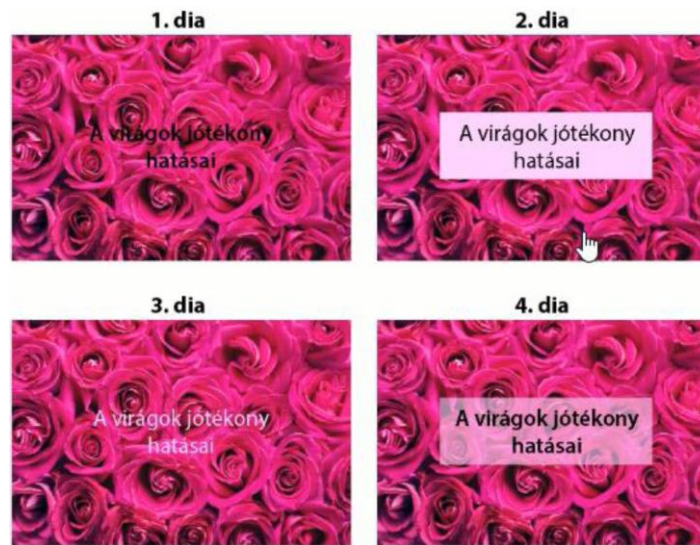 1. dia
A virágok jótékony
hatásai
2. dia
A virágok jótékony
hatásai
3. dia
A virágok jótékony
hatásai
4. dia
A virágok jótékony
hatásai